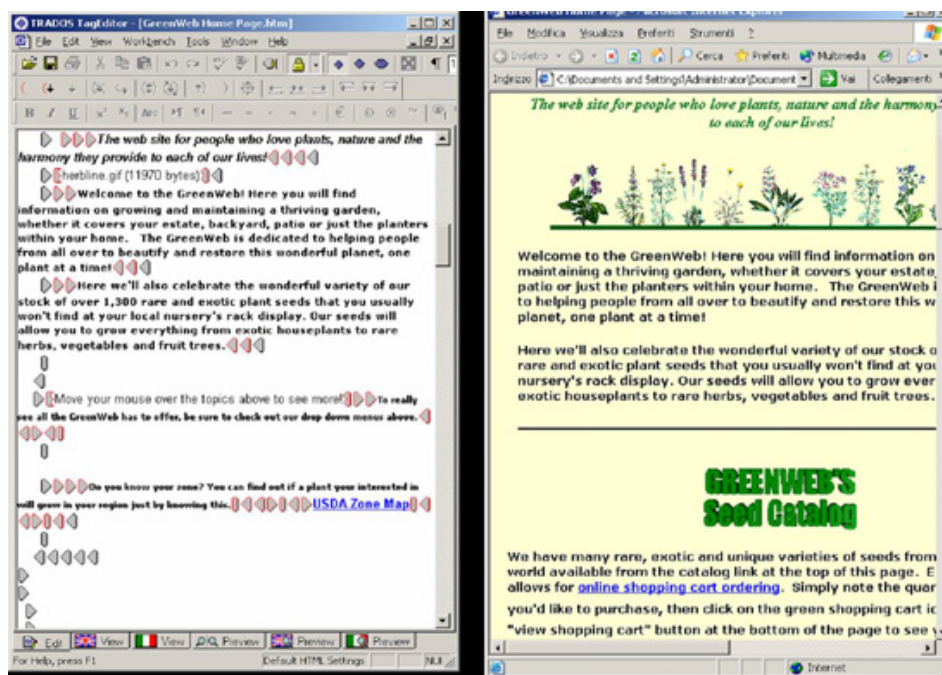 TRADOS TagEditor - [GreenWeb Home Page.htm]
File Edit View Workbench Tools Window Help
B I U
The web site for people who love plants, nature and the
harmony they provide to each of our lives!
herbline.gif (11970 bytes)
Welcome to the GreenWeb! Here you will find
information on growing and maintaining a thriving garden,
whether it covers your estate, backyard, patio or just the planters
within your home. The GreenWeb is dedicated to helping people
from all over to beautify and restore this wonderful planet, one
plant at a time!
Here we'll also celebrate the wonderful variety of our
stock of over 1,300 rare and exotic plant seeds that you usually
won't find at your local nursery's rack display. Our seeds will
allow you to grow everything from exotic houseplants to rare
herbs, vegetables and fruit trees.
Move your mouse over the topics above to see more! To really
see all the GreenWeb has to offer, be sure to check out our drop down menus above.
Do you know your zone? You can find out if a plant your interested in
will grow in your region just by knowing this. USDA Zone Map
Edit View View Preview Preview Preview
For Help, press F1 Default HTML Settings NUI
GreenWeb Home Page - Microsoft Internet Explorer
File Modifica Visualizza Preferiti Strumenti ?
Indietro Cerca Preferiti Multimedia
Indirizzo C:\Documents and Settings\Administrator\Document Vai Collegamenti
The web site for people who love plants, nature and the harmony
to each of our lives!
Welcome to the GreenWeb! Here you will find information on
maintaining a thriving garden, whether it covers your estate,
patio or just the planters within your home. The GreenWeb i
to helping people from all over to beautify and restore this w
planet, one plant at a time!
Here we'll also celebrate the wonderful variety of our stock o
rare and exotic plant seeds that you usually won't find at you
nursery's rack display. Our seeds will allow you to grow ever
exotic houseplants to rare herbs, vegetables and fruit trees.
GREENWEB'S
Seed Catalog
We have many rare, exotic and unique varieties of seeds from
world available from the catalog link at the top of this page. E
allows for online shopping cart ordering. Simply note the quan
you'd like to purchase, then click on the green shopping cart ic
"view shopping cart" button at the bottom of the page to see y
Internet